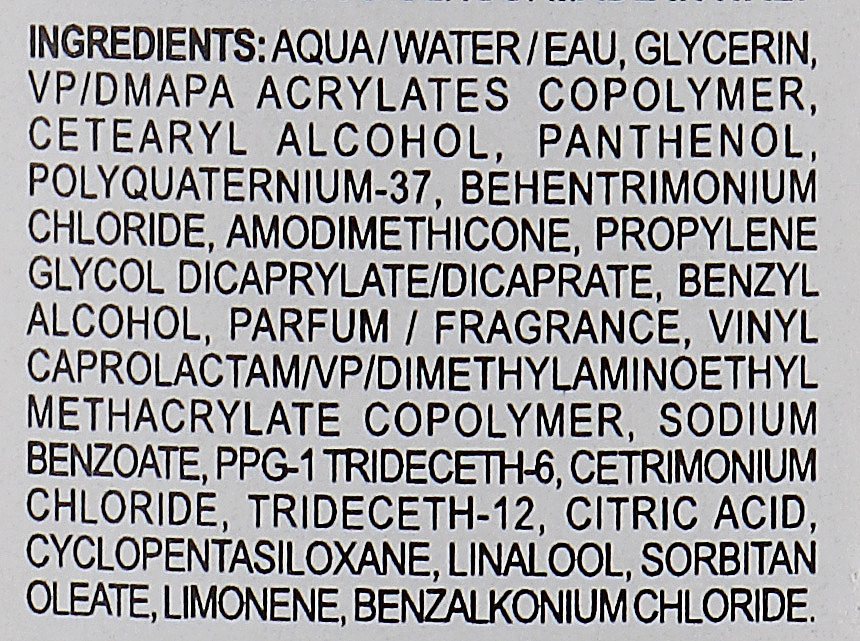 INGREDIENTS: AQUA/WATER/EAU, GLYCERIN,
VP/DMAPA ACRYLATES COPOLYMER,
CETEARYL ALCOHOL, PANTHENOL,
POLYQUATERNIUM-37, BEHENTRIMONIUM
CHLORIDE, AMODIMETHICONE, PROPYLENE
GLYCOL DICAPRYLATE/DICAPRATE, BENZYL
ALCOHOL, PARFUM / FRAGRANCE, VINYL
CAPROLACTAM/VP/DIMETHYLAMINOETHYL
METHACRYLATE COPOLYMER, SODIUM
BENZOATE, PPG-1 TRIDECETH-6, CETRIMONIUM
CHLORIDE, TRIDECETH-12, CITRIC ACID,
CYCLOPENTASILOXANE, LINALOOL, SORBITAN
OLEATE, LIMONENE, BENZALKONIUM CHLORIDE.